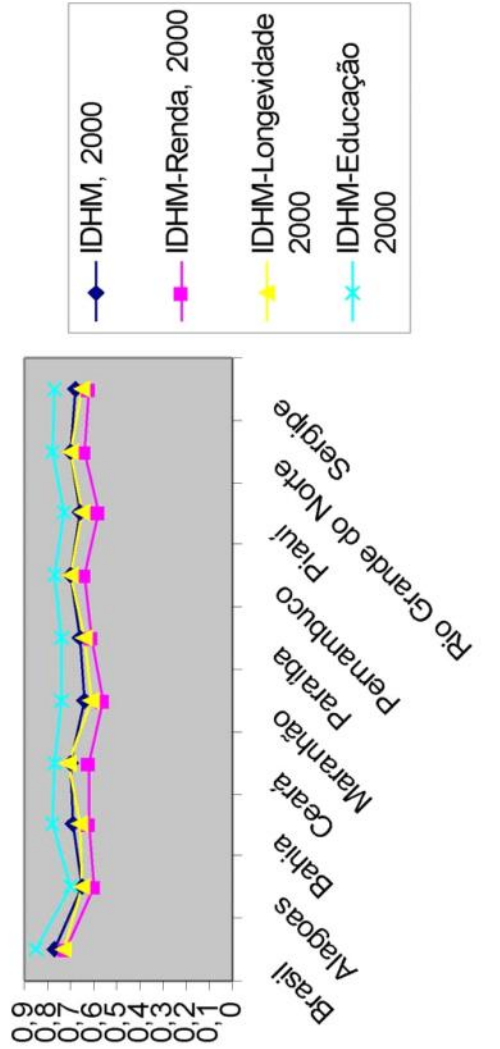 0,9
0,8
0,7
0,6
0,5
0,4
0,3
0,2
0,1
0
Brasil
Alagoas
Bahia
Ceará
Maranhão
Paraíba
Pernambuco
Piauí
Rio Grande do Norte
Sergipe
IDHM, 2000
IDHM-Renda, 2000
IDHM-Longevidade
2000
IDHM-Educação
2000